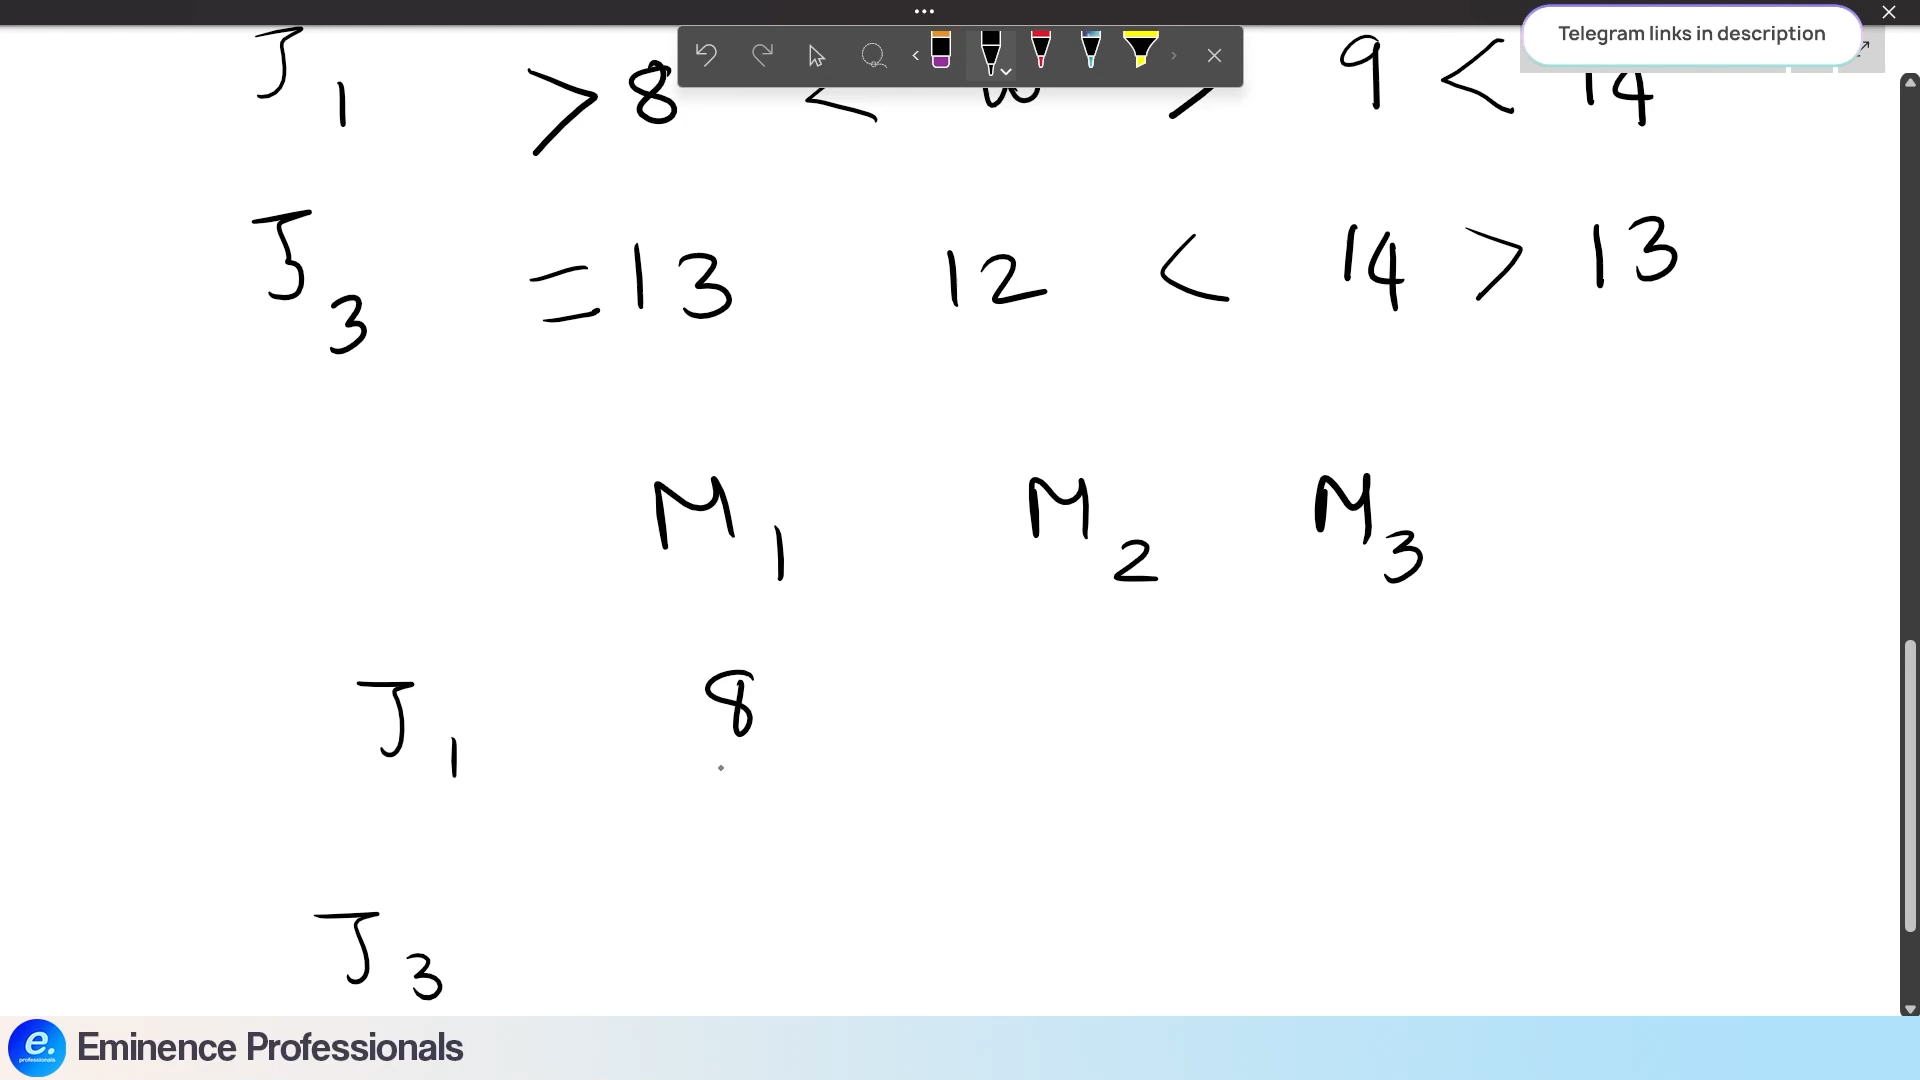 Telegram links in description
J1 > 8 < > 9 < 14
J3 = 13 12 < 14 > 13
M1 M2 M3
J1 8
J3
e. professionals Eminence Professionals